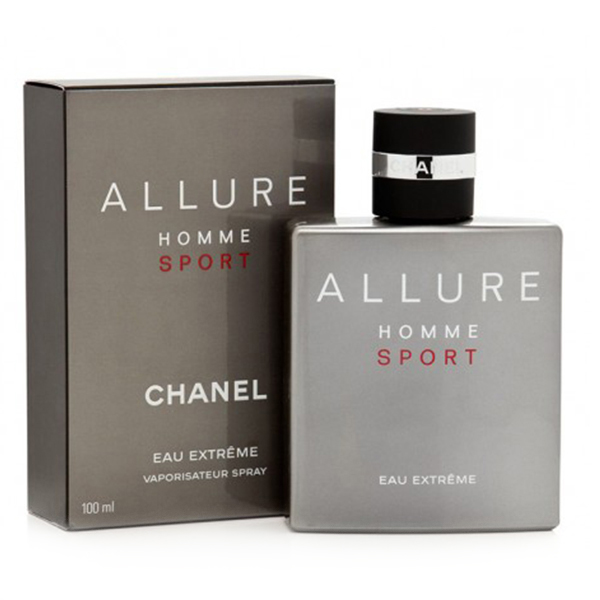 ALLURE
HOMME
SPORT
CHANEL
EAU EXTRÊME
VAPORISATEUR SPRAY
100 ml
CHANEL
ALLURE
HOMME
SPORT
EAU EXTRÊME